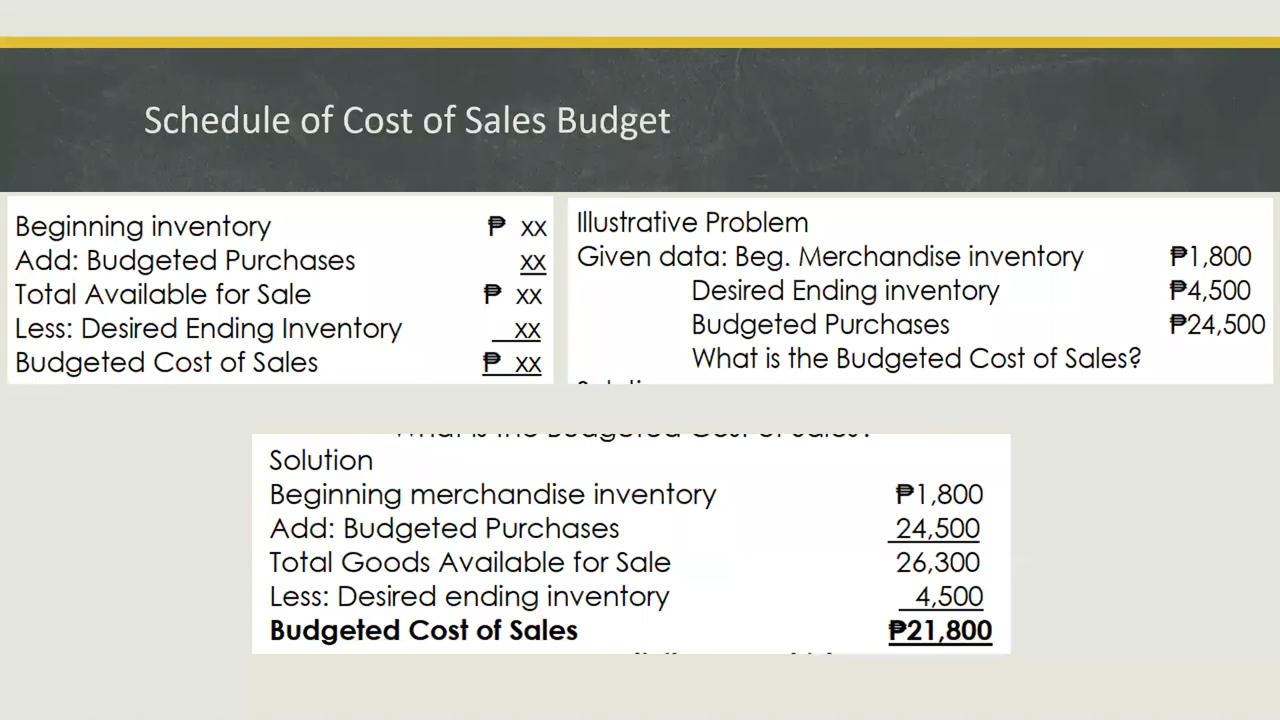 Schedule of Cost of Sales Budget
Beginning inventory ₱ xx
Add: Budgeted Purchases xx
Total Available for Sale ₱ xx
Less: Desired Ending Inventory xx
Budgeted Cost of Sales ₱ xx
Illustrative Problem
Given data: Beg. Merchandise inventory ₱1,800
Desired Ending inventory ₱4,500
Budgeted Purchases ₱24,500
What is the Budgeted Cost of Sales?
Solution
Beginning merchandise inventory ₱1,800
Add: Budgeted Purchases 24,500
Total Goods Available for Sale 26,300
Less: Desired ending inventory 4,500
Budgeted Cost of Sales ₱21,800